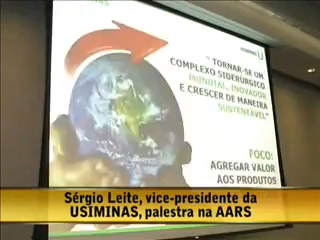 USIMINAS U
" TORNAR-SE UM
COMPLEXO SIDERÚRGICO
MUNDIAL, INOVADOR
E CRESCER DE MANEIRA
SUSTENTÁVEL"
FOCO:
AGREGAR VALOR
AOS PRODUTOS
Sérgio Leite, vice-presidente da
USIMINAS, palestra na AARS